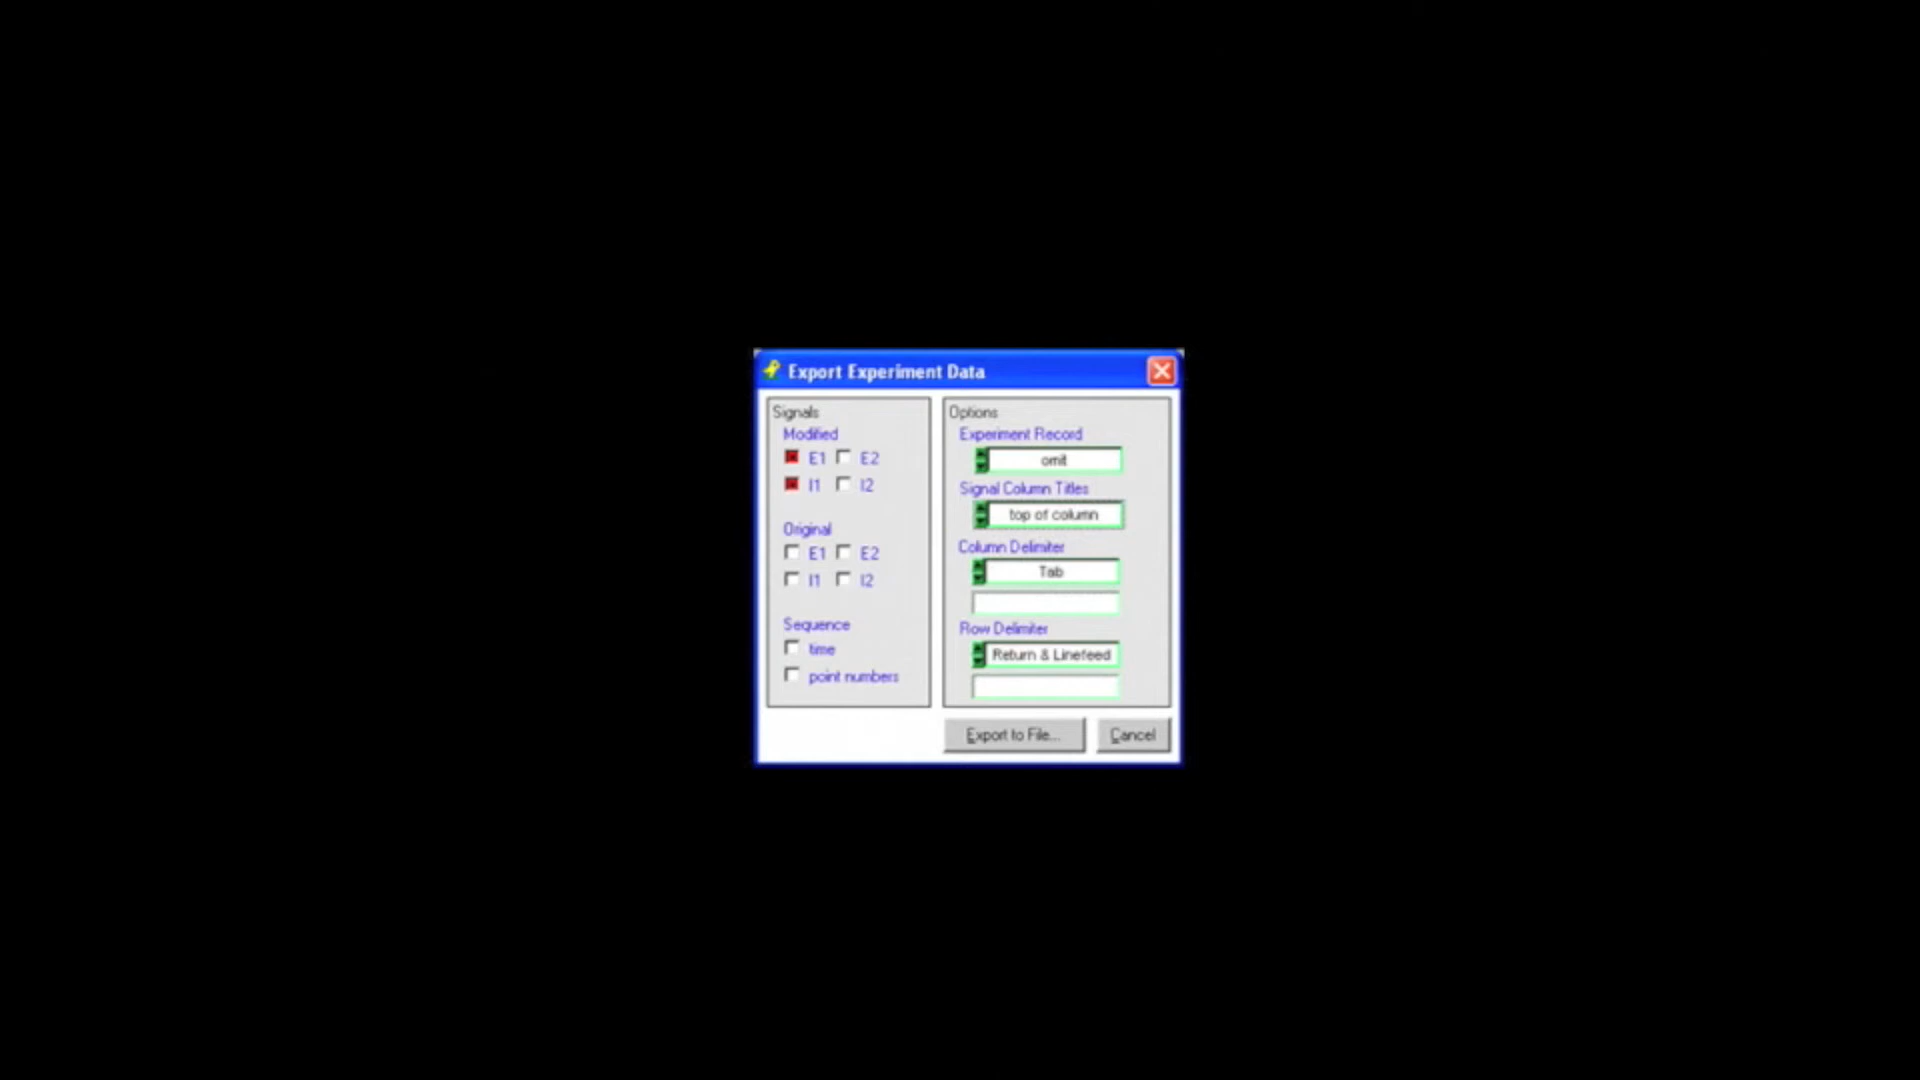 Export Experiment Data
Signals
Modified
E1 E2
I1 I2
Original
E1 E2
I1 I2
Sequence
time
point numbers
Options
Experiment Record
omit
Signal Column Titles
top of column
Column Delimiter
Tab
Row Delimiter
Return & Linefeed
Export to File...
Cancel